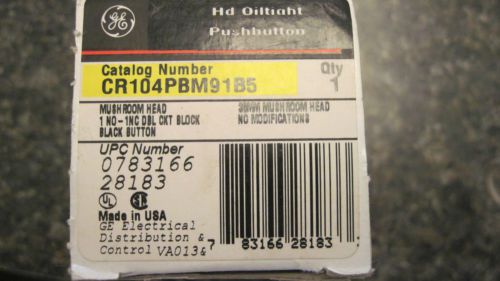 GE
Hd Oiltight
Pushbutton
Catalog Number
CR104PBM91B5
Qty
1
MUSHROOM HEAD
1 NO-1NC DBL CKT BLOCK
BLACK BUTTON
MUSHROOM HEAD
NO MODIFICATIONS
UPC Number
0783166
28183
UL
Made in USA
GE Electrical
Distribution &
Control VA013&
7 83166 28183